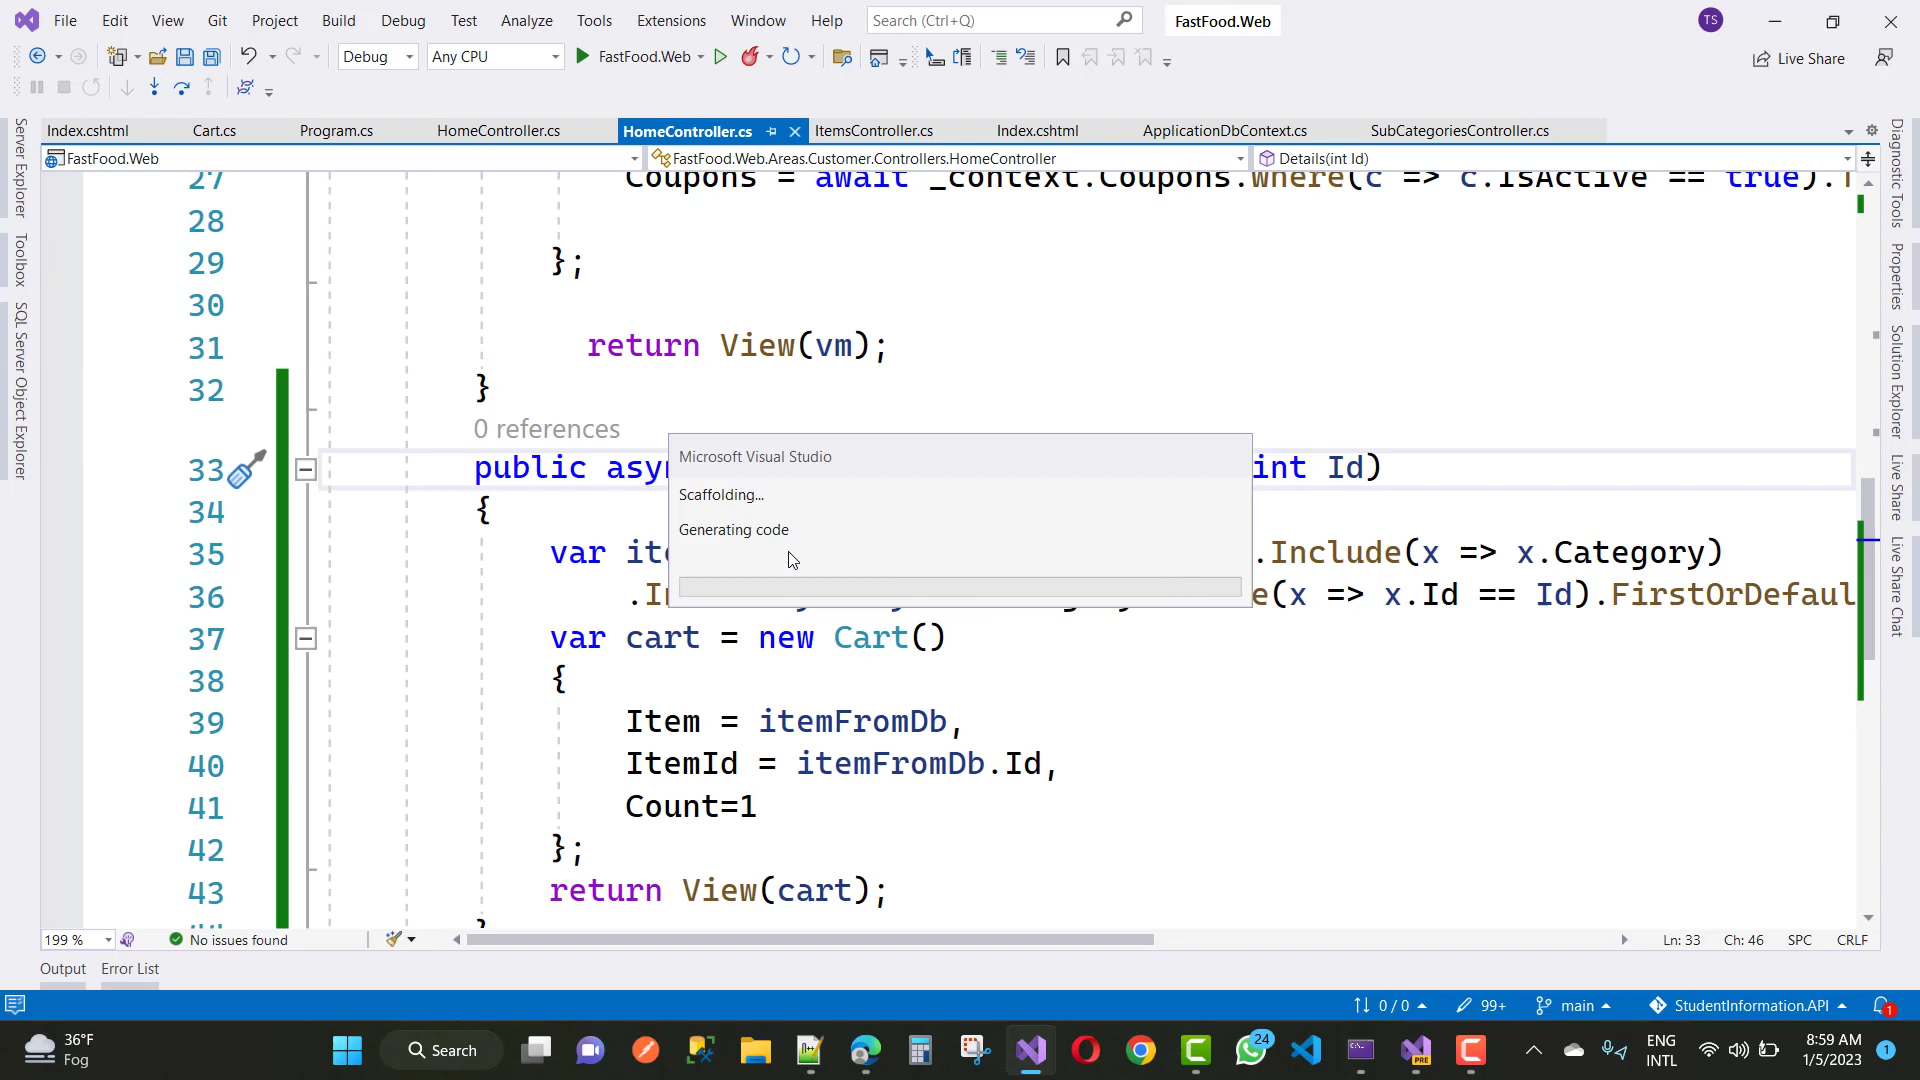 File Edit View Git Project Build Debug Test Analyze Tools Extensions Window Help Search (Ctrl+Q) FastFood.Web TS
Debug Any CPU FastFood.Web Live Share
Index.cshtml Cart.cs Program.cs HomeController.cs HomeController.cs ItemsController.cs Index.cshtml ApplicationDbContext.cs SubCategoriesController.cs
FastFood.Web FastFood.Web.Areas.Customer.Controllers.HomeController Details(int Id)
Server Explorer
Toolbox
SQL Server Object Explorer
27 Coupons = await _context.Coupons.Where(c => c.IsActive == true).T
28
29 };
30
31 return View(vm);
32 }
0 references
33 public asyn int Id)
34 {
35 var ite .Include(x => x.Category)
36 .In e(x => x.Id == Id).FirstOrDefaul
37 var cart = new Cart()
38 {
39 Item = itemFromDb,
40 ItemId = itemFromDb.Id,
41 Count=1
42 };
43 return View(cart);
Microsoft Visual Studio
Scaffolding...
Generating code
Diagnostic Tools
Properties
Solution Explorer
Live Share
Live Share Chat
199 % No issues found Ln: 33 Ch: 46 SPC CRLF
Output Error List
0 / 0 99+ main StudentInformation.API 1
36°F
Fog
Search
24
PRE
ENG
INTL
8:59 AM
1/5/2023
1